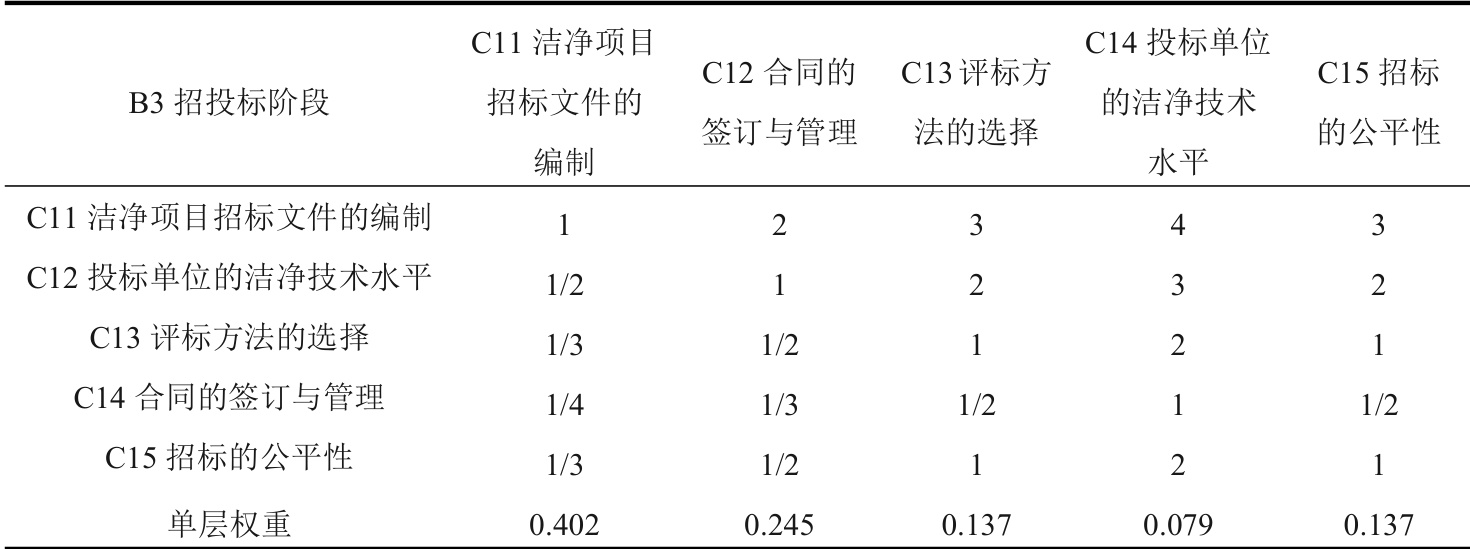 B3 招投标阶段
C11 洁净项目
招标文件的
编制
C12 合同的
签订与管理
C13 评标方
法的选择
C14 投标单位
的洁净技术
水平
C15 招标
的公平性
C11 洁净项目招标文件的编制 1 2 3 4 3
C12 投标单位的洁净技术水平 1/2 1 2 3 2
C13 评标方法的选择 1/3 1/2 1 2 1
C14 合同的签订与管理 1/4 1/3 1/2 1 1/2
C15 招标的公平性 1/3 1/2 1 2 1
单层权重 0.402 0.245 0.137 0.079 0.137